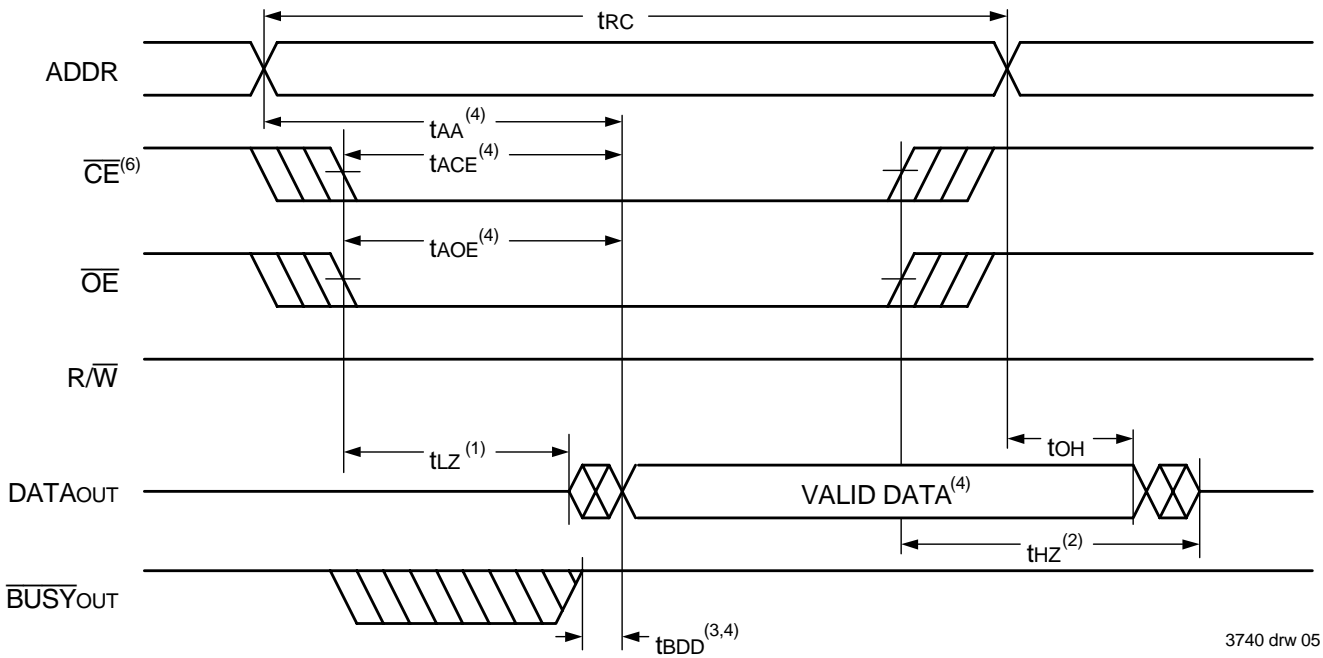 tRC
ADDR
tAA(4)
CE(6)
tACE(4)
tAOE(4)
OE
R/W
tLZ(1)
tOH
DATAOUT
VALID DATA(4)
tHZ(2)
BUSYOUT
tBDD(3,4)
3740 drw 05